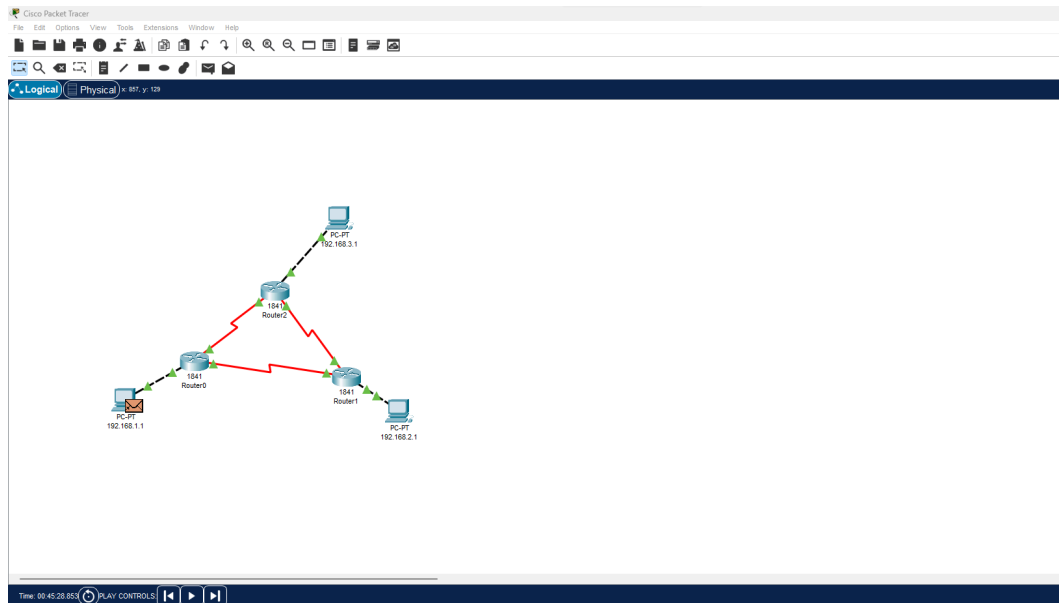 Cisco Packet Tracer
File Edit Options View Tools Extensions Window Help
Logical Physical x: 857, y: 129
PC-PT
192.168.3.1
1841
Router2
1841
Router0
1841
Router1
PC-PT
192.168.1.1
PC-PT
192.168.2.1
Time: 00:45:28.853 PLAY CONTROLS: